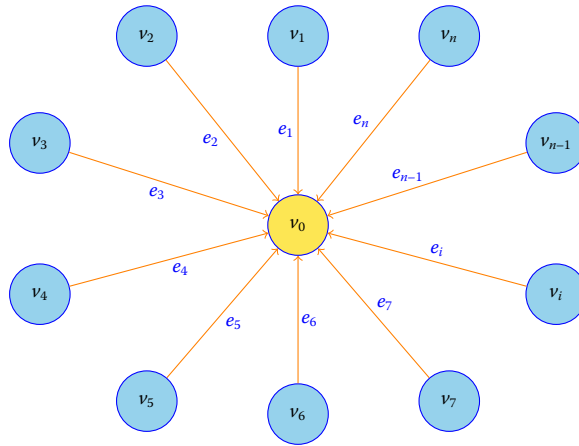 v₂
v₁
vₙ
e₂
e₁
eₙ
v₃
vₙ₋₁
e₃
eₙ₋₁
v₀
v₄
e₄
eᵢ
vᵢ
e₅
e₆
e₇
v₅
v₆
v₇